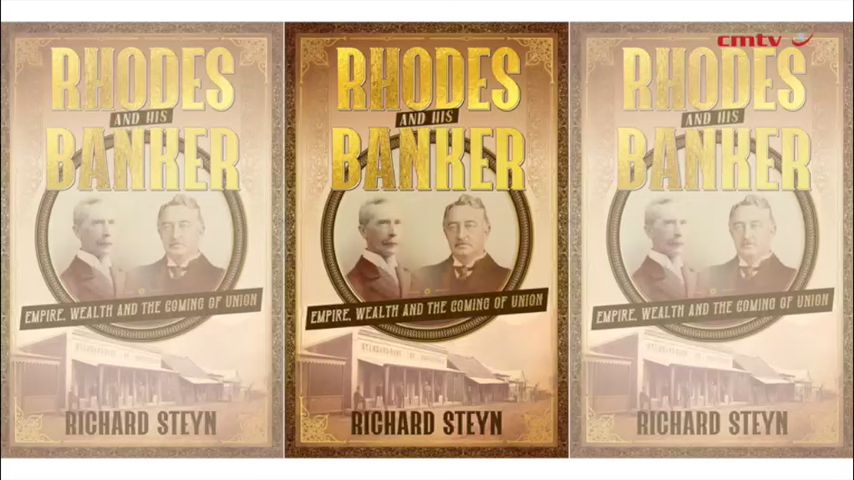 RHODES
AND HIS
BANKER
EMPIRE, WEALTH AND THE COMING OF UNION
RICHARD STEYN
RHODES
AND HIS
BANKER
EMPIRE, WEALTH AND THE COMING OF UNION
RICHARD STEYN
cmtv
RHODES
AND HIS
BANKER
EMPIRE, WEALTH AND THE COMING OF UNION
RICHARD STEYN